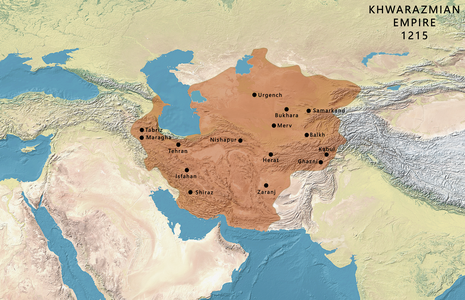 KHWARAZMIAN
EMPIRE
1215
Urgench
Bukhara
Samarkand
Merv
Balkh
Tabriz
Maragha
Nishapur
Tehran
Herat
Kabul
Ghazni
Isfahan
Shiraz
Zaranj